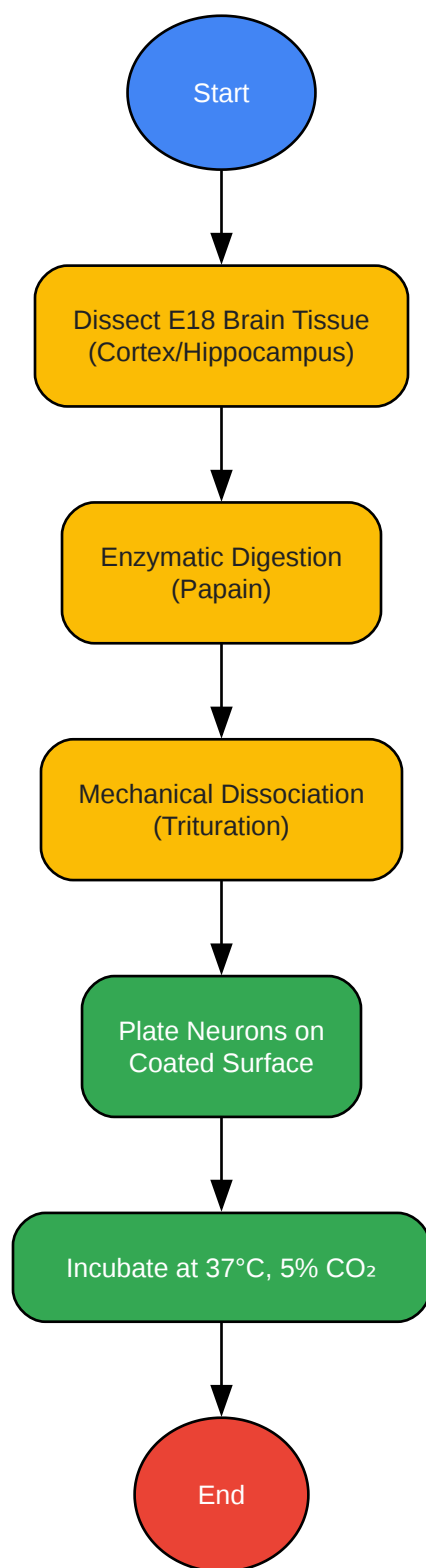 Start
Dissect E18 Brain Tissue
(Cortex/Hippocampus)
Enzymatic Digestion
(Papain)
Mechanical Dissociation
(Trituration)
Plate Neurons on
Coated Surface
Incubate at 37°C, 5% CO₂
End